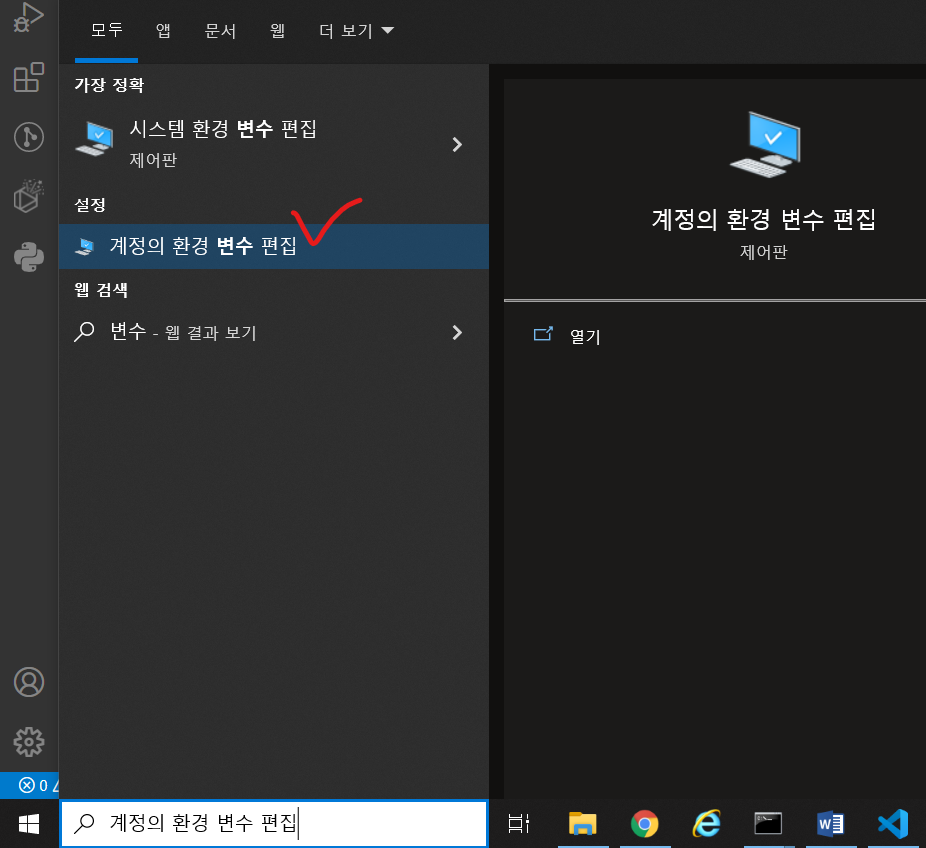 모두 앱 문서 웹 더 보기
가장 정확
시스템 환경 변수 편집
제어판
설정
계정의 환경 변수 편집
웹 검색
변수 - 웹 결과 보기
계정의 환경 변수 편집
제어판
열기
0
계정의 환경 변수 편집